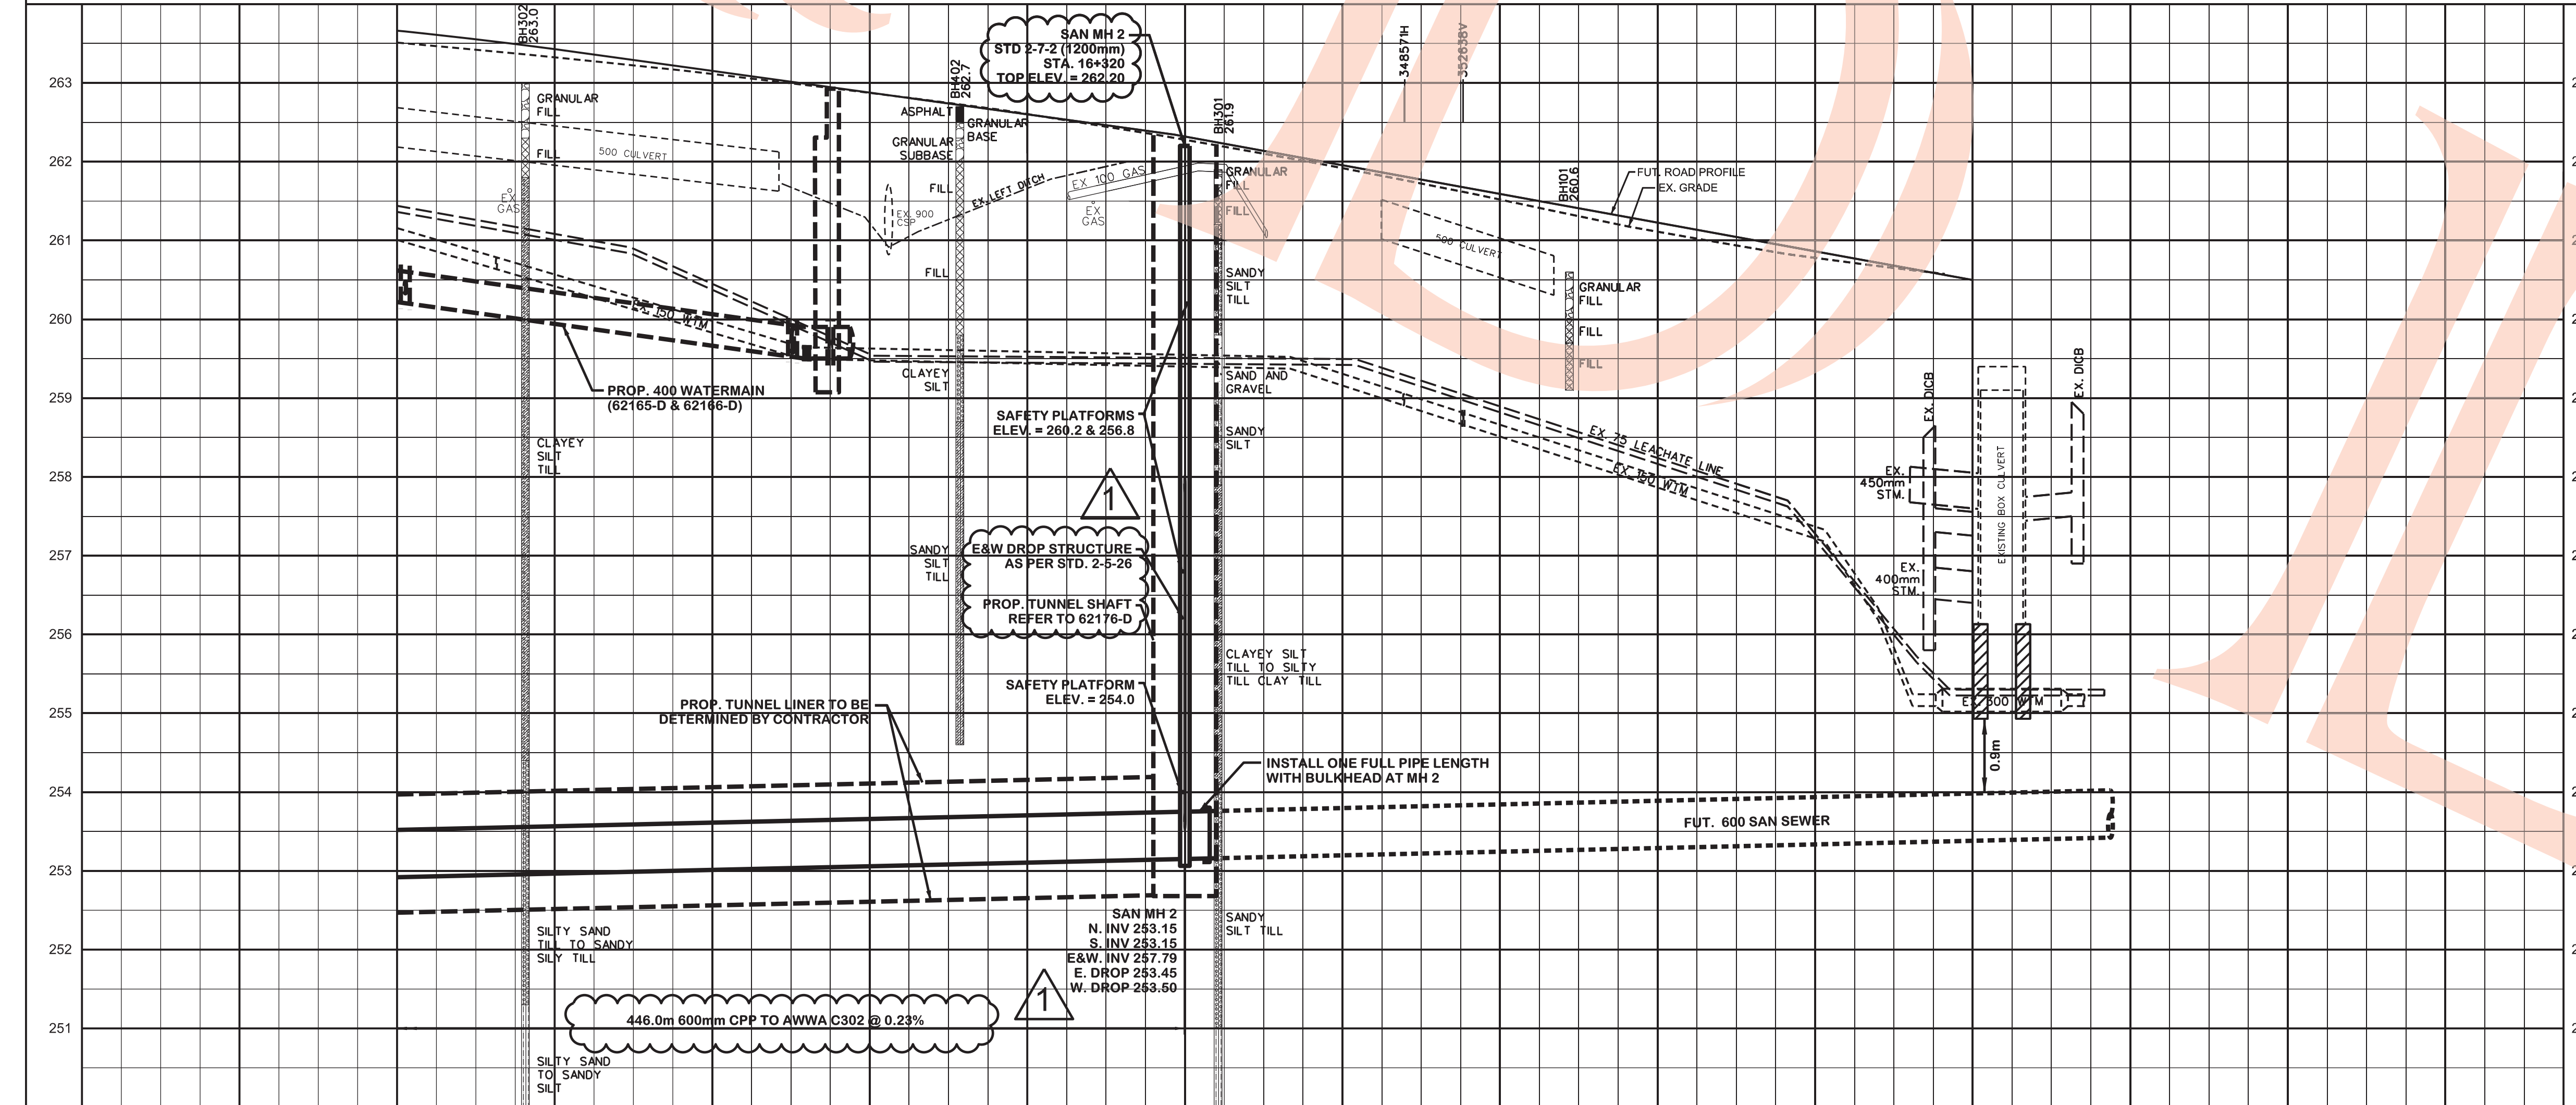 263
262
261
260
259
258
257
256
255
254
253
252
251
BH302
263.0
GRANULAR
FILL
FILL
500 CULVERT
EX
GAS
EX. 150 WTM
PROP. 400 WATERMAIN
(62165-D & 62166-D)
CLAYEY
SILT
TILL
SILTY SAND
TILL TO SANDY
SILY TILL
SILTY SAND
TO SANDY
SILT
BH402
262.7
ASPHALT
GRANULAR
BASE
GRANULAR
SUBBASE
FILL
EX. 900
CSP
EX. LEFT DITCH
FILL
CLAYEY
SILT
SANDY
SILT
TILL
SAN MH 2
STD 2-7-2 (1200mm)
STA. 16+320
TOP ELEV. = 262.20
EX 100 GAS
EX
GAS
SAFETY PLATFORMS
ELEV. = 260.2 & 256.8
1
E&W DROP STRUCTURE
AS PER STD. 2-5-26
PROP. TUNNEL SHAFT
REFER TO 62176-D
SAFETY PLATFORM
ELEV. = 254.0
PROP. TUNNEL LINER TO BE
DETERMINED BY CONTRACTOR
INSTALL ONE FULL PIPE LENGTH
WITH BULKHEAD AT MH 2
SAN MH 2
N. INV 253.15
S. INV 253.15
E&W. INV 257.79
E. DROP 253.45
W. DROP 253.50
1
446.0m 600mm CPP TO AWWA C302 @ 0.23%
BH301
261.9
GRANULAR
FILL
FILL
SANDY
SILT
TILL
SAND AND
GRAVEL
SANDY
SILT
CLAYEY SILT
TILL TO SILTY
TILL CLAY TILL
SANDY
SILT TILL
348571H
352638V
500 CULVERT
BH101
260.6
GRANULAR
FILL
FILL
FILL
FUT. ROAD PROFILE
EX. GRADE
EX. 75 LEACHATE LINE
EX. 150 WTM
EX. DICB
EX.
450mm
STM.
EX.
400mm
STM.
EXISTING BOX CULVERT
EX. DICB
EX. 300 WTM
0.9m
FUT. 600 SAN SEWER